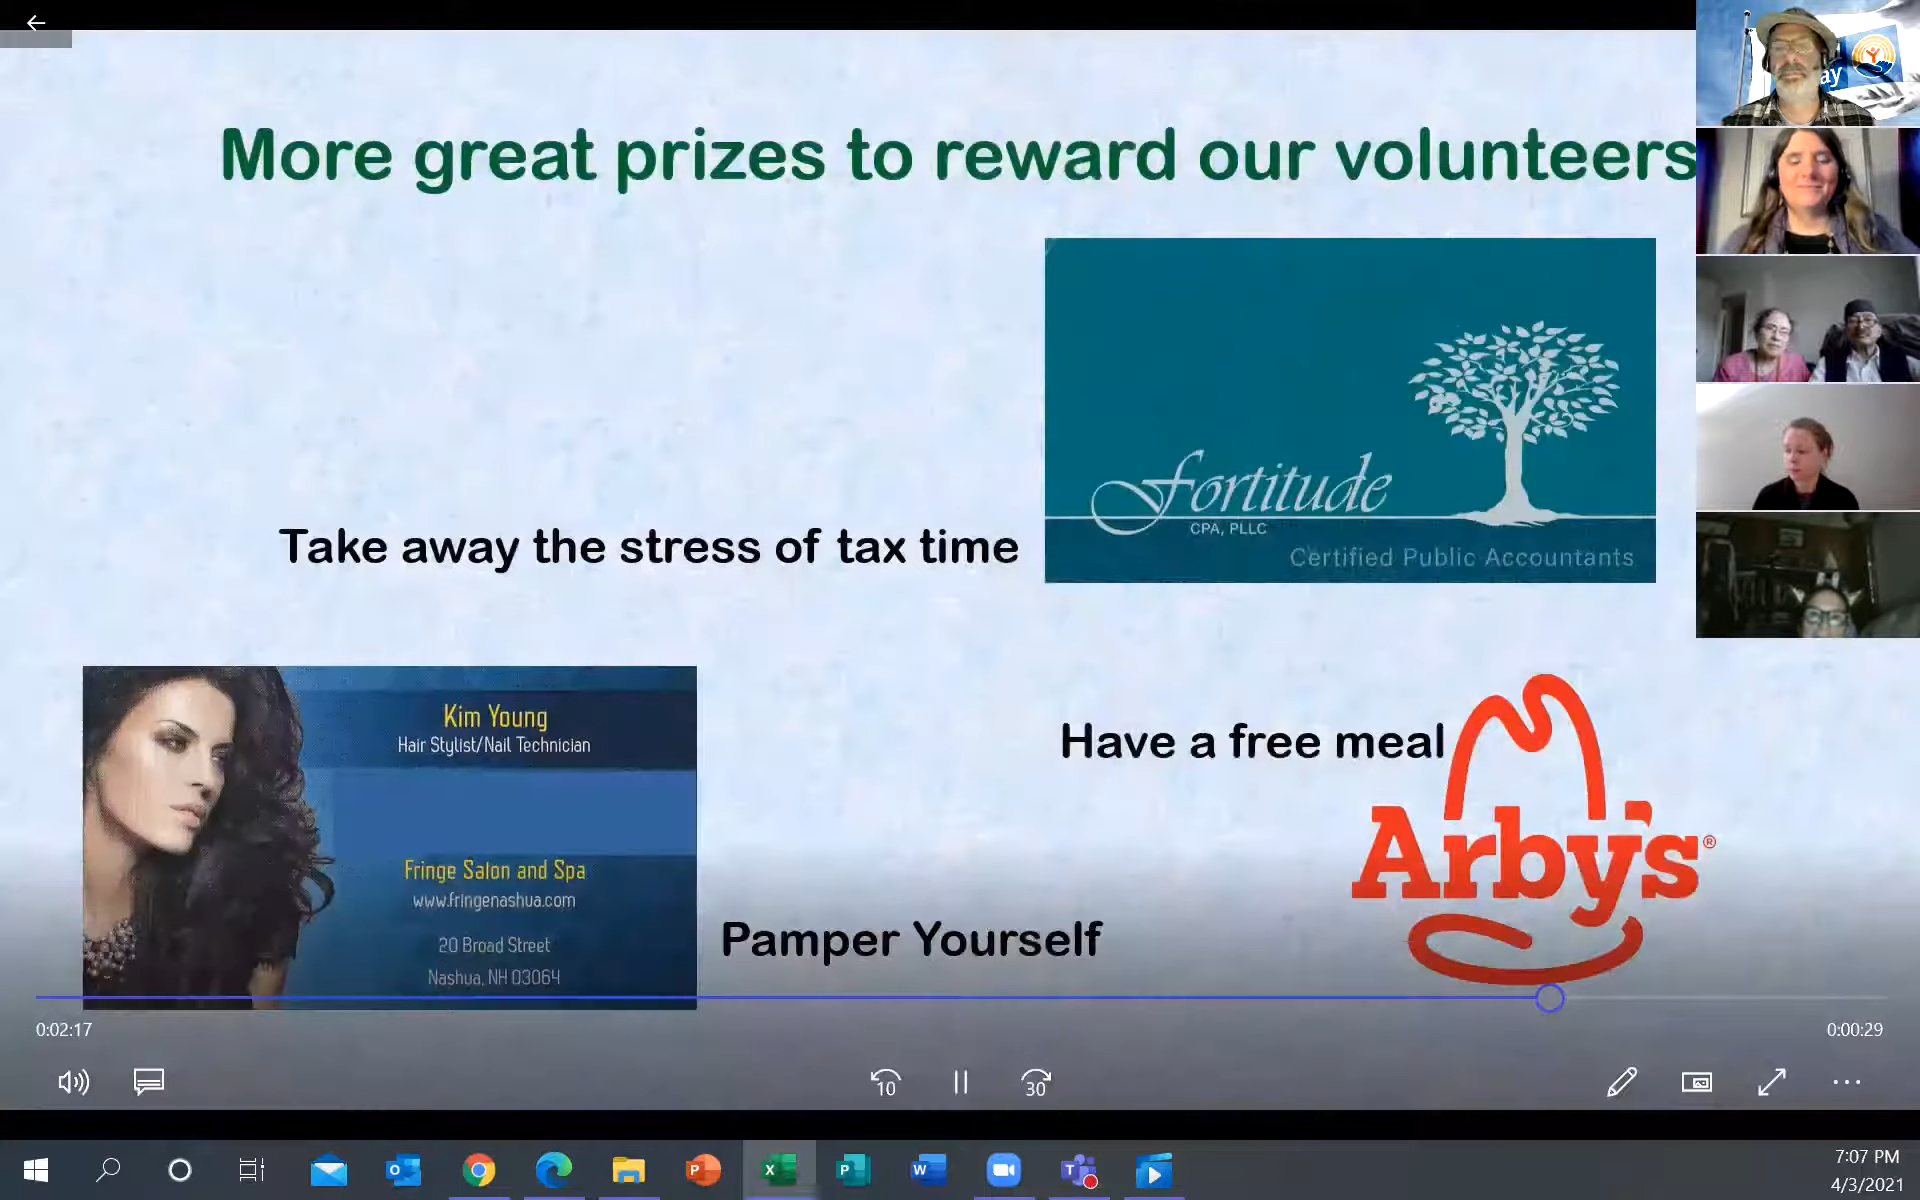 More great prizes to reward our volunteers
ay
fortitude
CPA, PLLC
Certified Public Accountants
Take away the stress of tax time
Kim Young
Hair Stylist/Nail Technician
Fringe Salon and Spa
www.fringenashua.com
20 Broad Street
Nashua, NH 03064
Have a free meal
Arby's®
Pamper Yourself
0:02:17
0:00:29
10
30
7:07 PM
4/3/2021